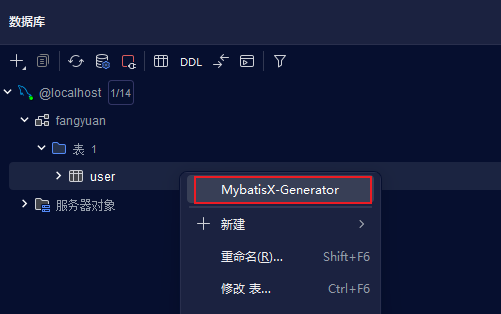 数据库
DDL
@localhost 1/14
fangyuan
表 1
user
服务器对象
MybatisX-Generator
新建
重命名(R)... Shift+F6
修改 表... Ctrl+F6